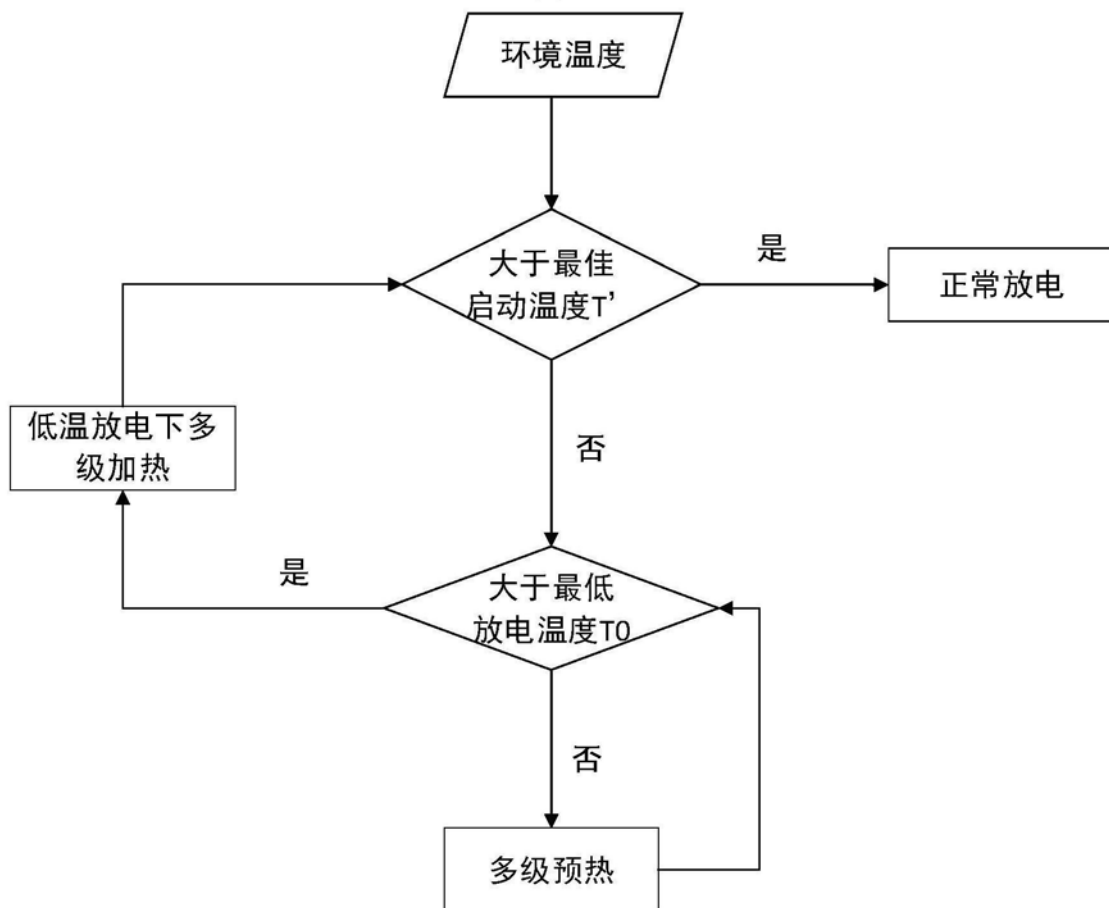 环境温度
大于最佳
启动温度T’
是
正常放电
低温放电下多
级加热
否
大于最低
放电温度T0
是
否
多级预热